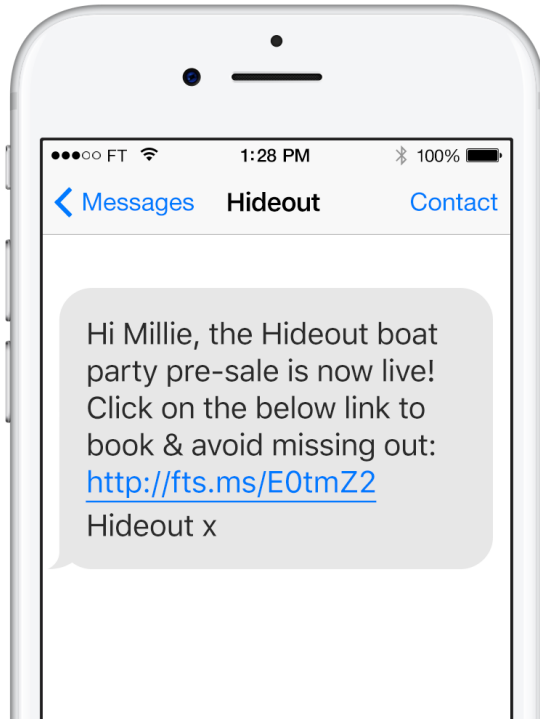 FT 1:28 PM 100%
Messages Hideout Contact
Hi Millie, the Hideout boat
party pre-sale is now live!
Click on the below link to
book & avoid missing out:
http://fts.ms/E0tmZ2
Hideout x